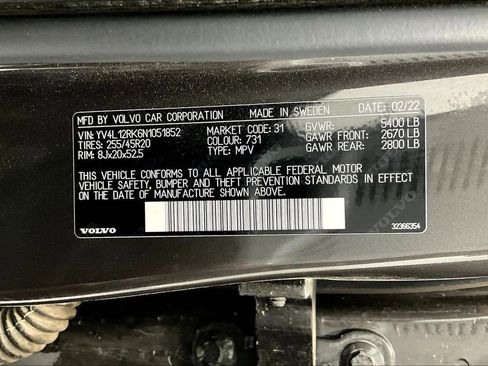 MFD BY VOLVO CAR CORPORATION MADE IN SWEDEN DATE: 02/22
VIN: YV4L12RK6N1051852 MARKET: 31 GVWR: 5400 LB
TIRES: 255/45R20 COLOUR: 731 GAWR FRONT: 2670 LB
RIM: 8Jx20x52.5 TYPE: MPV GAWR REAR: 2800 LB
THIS VEHICLE CONFORMS TO ALL APPLICABLE FEDERAL MOTOR
VEHICLE SAFETY, BUMPER AND THEFT PREVENTION STANDARDS IN EFFECT
ON THE DATE OF MANUFACTURE SHOWN ABOVE.
VOLVO 32366354